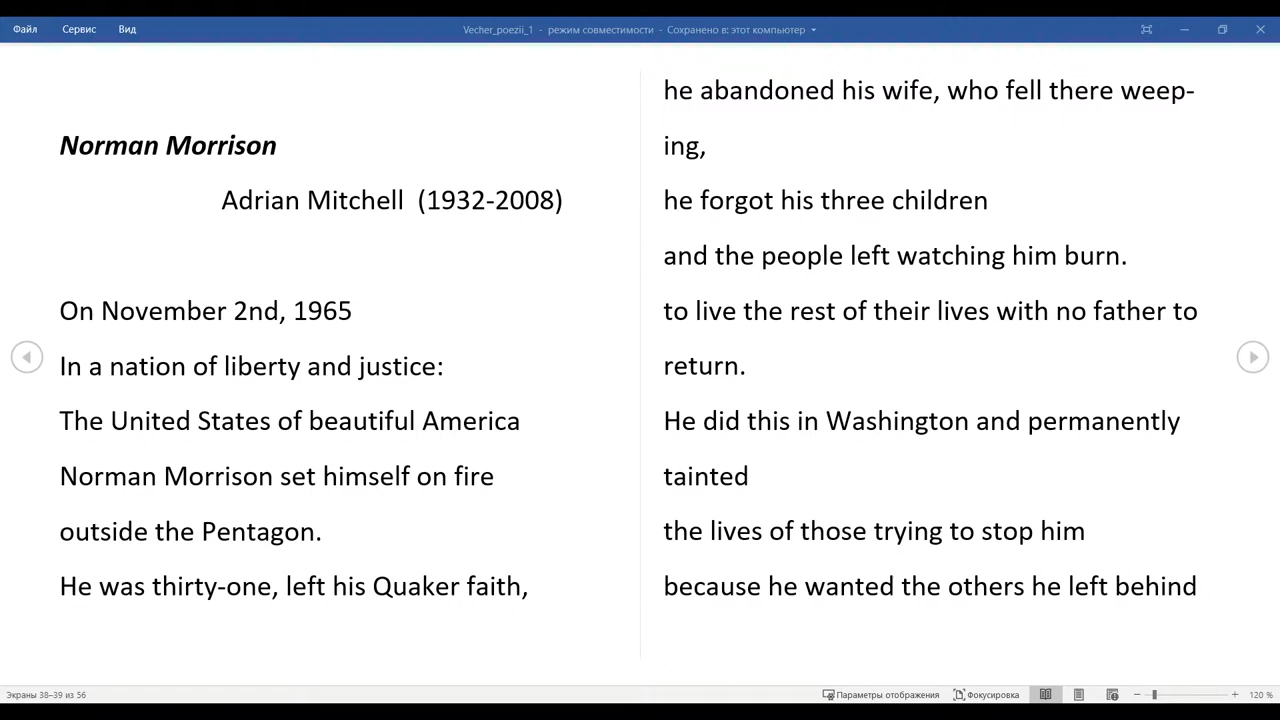 Файл Сервис Вид Vecher_poezii_1 - режим совместимости - Сохранено в: этот компьютер
Norman Morrison
Adrian Mitchell (1932-2008)
On November 2nd, 1965
In a nation of liberty and justice:
The United States of beautiful America
Norman Morrison set himself on fire
outside the Pentagon.
He was thirty-one, left his Quaker faith,
he abandoned his wife, who fell there weep-
ing,
he forgot his three children
and the people left watching him burn.
to live the rest of their lives with no father to
return.
He did this in Washington and permanently
tainted
the lives of those trying to stop him
because he wanted the others he left behind
Экраны 38–39 из 56 Параметры отображения Фокусировка 120 %